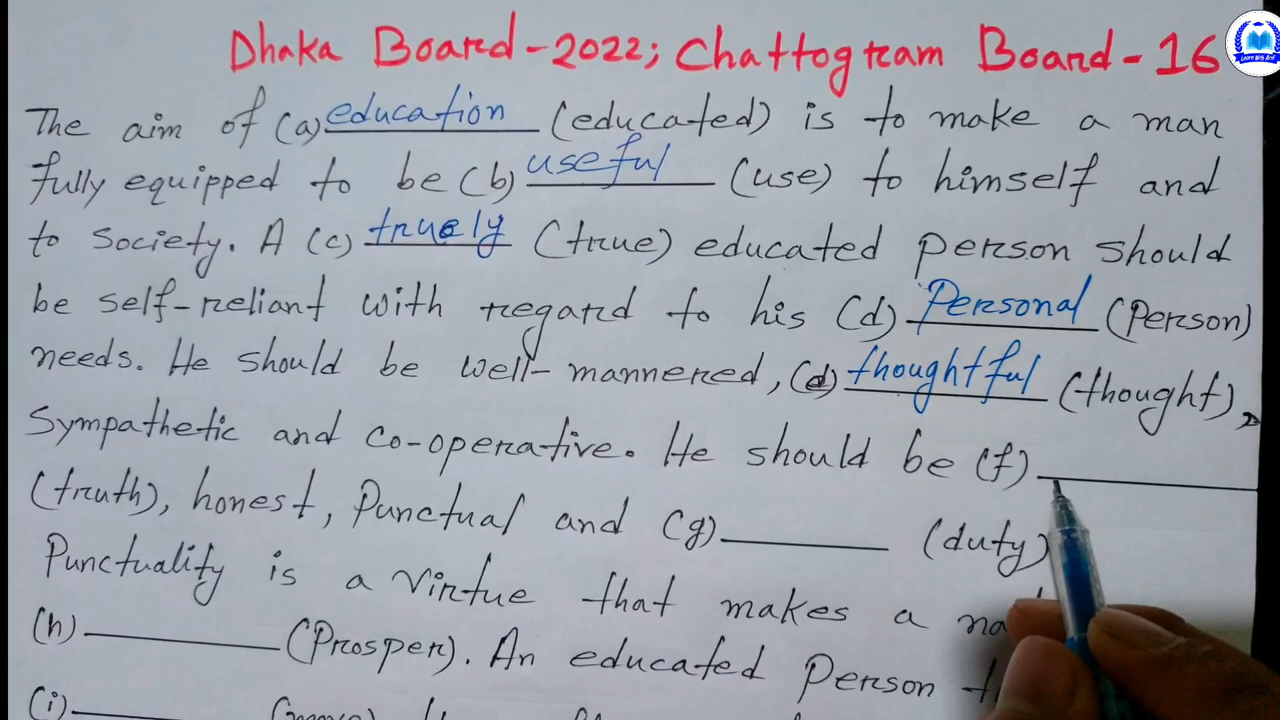 Dhaka Board-2022; Chattogram Board-16
The aim of (a) education (educated) is to make a man
fully equipped to be (b) useful (use) to himself and
to society. A (c) truely (true) educated person should
be self-reliant with regard to his (d) Personal (Person)
needs. He should be well-mannered, (d) thoughtful (thought),
Sympathetic and co-operative. He should be (f)
(truth), honest, Punctual and (g) (duty)
Punctuality is a virtue that makes a
(h) (Prosper). An educated Person
(i)